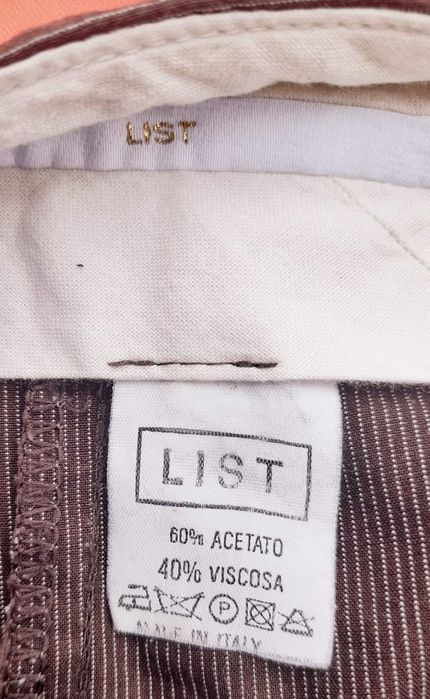 LIST
LIST
60% ACETATO
40% VISCOSA
P
MADE IN ITALY